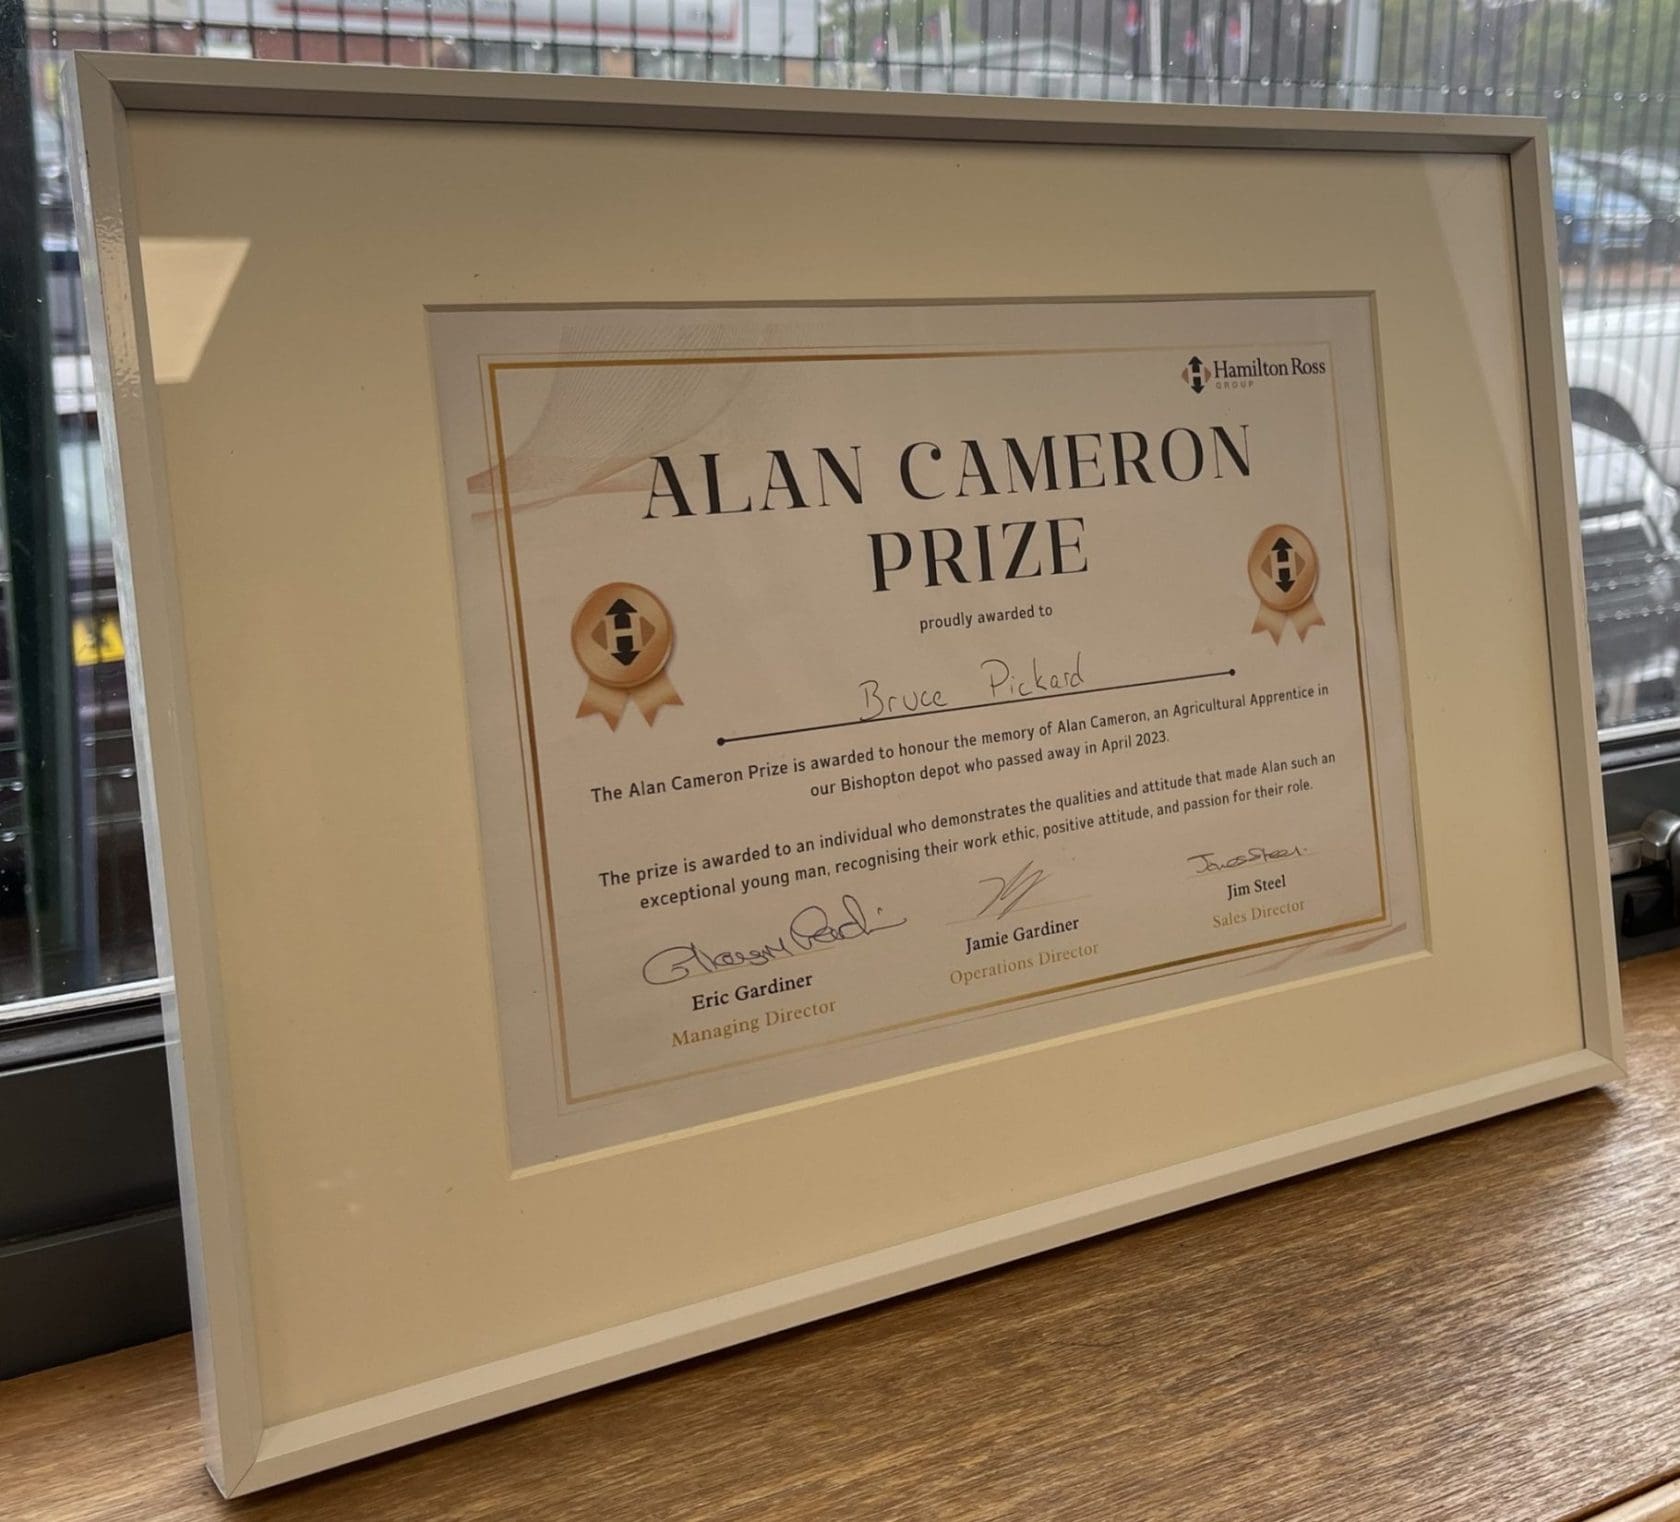 Hamilton Ross
GROUP
ALAN CAMERON
PRIZE
proudly awarded to
Bruce Pickard
The Alan Cameron Prize is awarded to honour the memory of Alan Cameron, an Agricultural Apprentice in
our Bishopton depot who passed away in April 2023.
The prize is awarded to an individual who demonstrates the qualities and attitude that made Alan such an
exceptional young man, recognising their work ethic, positive attitude, and passion for their role.
Eric Gardiner
Managing Director
Jamie Gardiner
Operations Director
Jim Steel
Sales Director